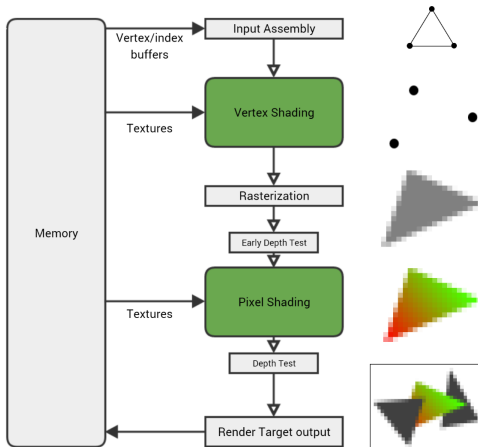 Vertex/index
buffers
Input Assembly
Textures
Vertex Shading
Rasterization
Memory
Early Depth Test
Textures
Pixel Shading
Depth Test
Render Target output